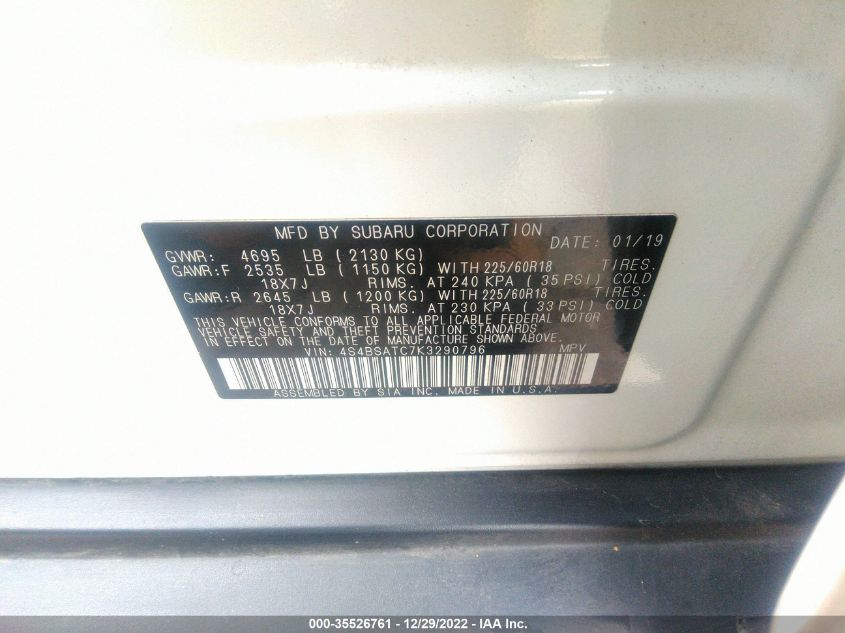 MFD BY SUBARU CORPORATION
DATE: 01/19
GVWR: 4695 LB (2130 KG)
GAWR:F 2535 LB (1150 KG) WITH 225/60R18 TIRES.
18X7J RIMS. AT 240 KPA (35 PSI) COLD
GAWR:R 2645 LB (1200 KG) WITH 225/60R18 TIRES.
18X7J RIMS. AT 230 KPA (33 PSI) COLD
THIS VEHICLE CONFORMS TO ALL APPLICABLE FEDERAL MOTOR
VEHICLE SAFETY AND THEFT PREVENTION STANDARDS
IN EFFECT ON THE DATE OF MANUFACTURE SHOWN ABOVE.
VIN: 4S4BSATC7K3290796 MPV
ASSEMBLED BY SIA INC. MADE IN U.S.A.
000-35526761 - 12/29/2022 - IAA Inc.